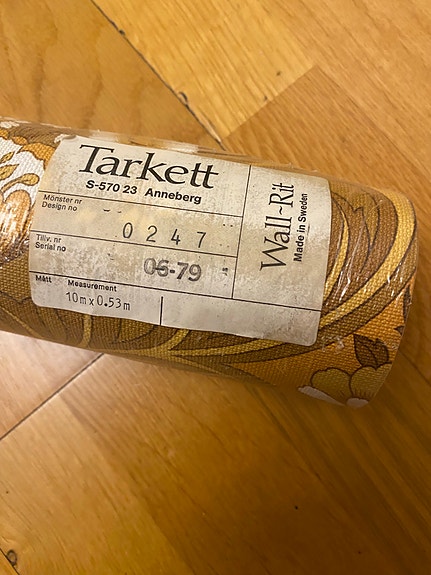 Tarkett
S-570 23 Anneberg
Mönster nr
Design no
0247
Tillv. nr
Serial no
06-79
Mått Measurement
10m x 0.53m
Wall-Rit
Made in Sweden